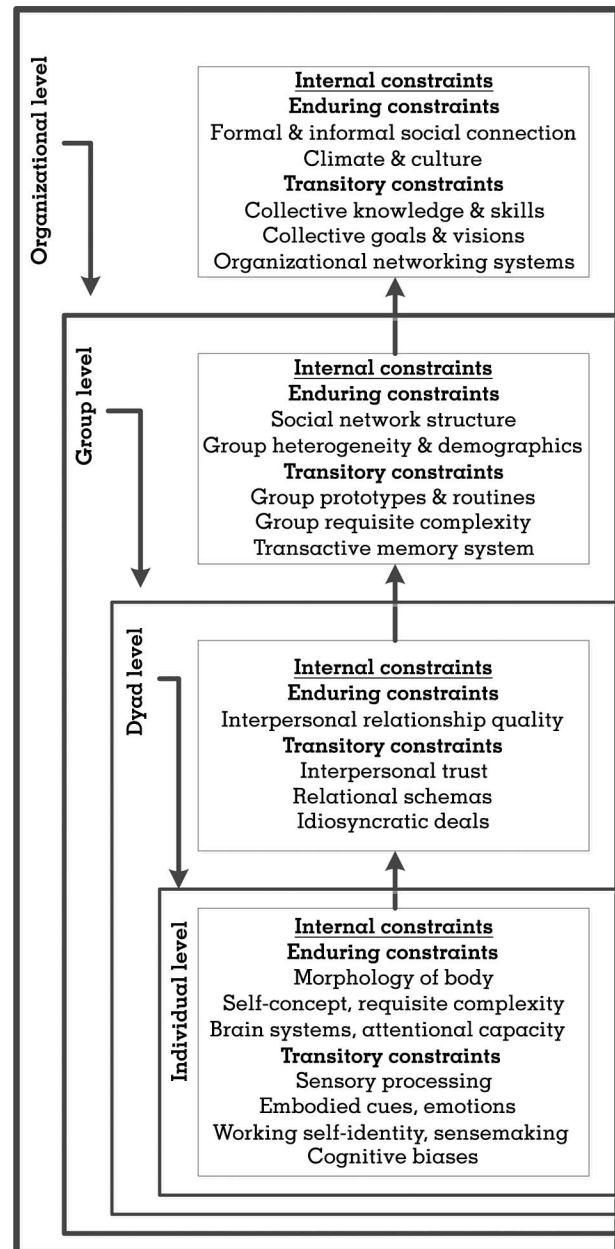 Organizational level
Internal constraints
Enduring constraints
Formal & informal social connection
Climate & culture
Transitory constraints
Collective knowledge & skills
Collective goals & visions
Organizational networking systems
Group level
Internal constraints
Enduring constraints
Social network structure
Group heterogeneity & demographics
Transitory constraints
Group prototypes & routines
Group requisite complexity
Transactive memory system
Dyad level
Internal constraints
Enduring constraints
Interpersonal relationship quality
Transitory constraints
Interpersonal trust
Relational schemas
Idiosyncratic deals
Individual level
Internal constraints
Enduring constraints
Morphology of body
Self-concept, requisite complexity
Brain systems, attentional capacity
Transitory constraints
Sensory processing
Embodied cues, emotions
Working self-identity, sensemaking
Cognitive biases